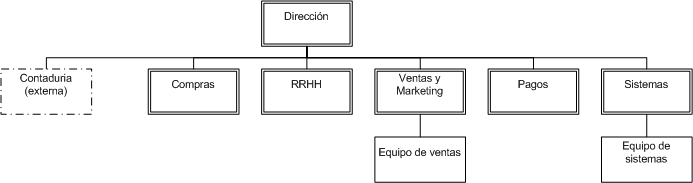 Dirección
Contaduria
(externa)
Compras
RRHH
Ventas y
Marketing
Pagos
Sistemas
Equipo de ventas
Equipo de
sistemas